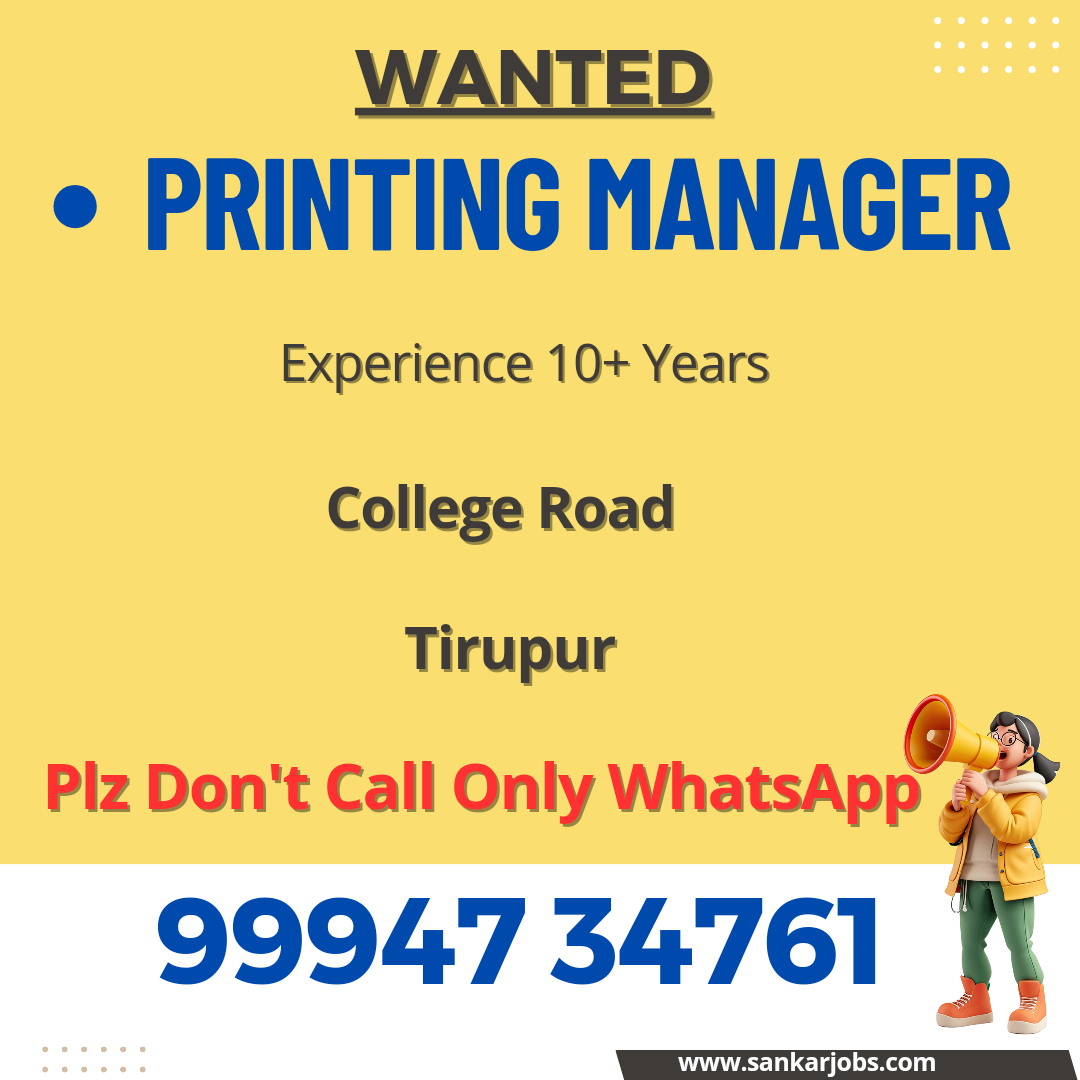 WANTED
• PRINTING MANAGER
Experience 10+ Years
College Road
Tirupur
Plz Don't Call Only WhatsApp
99947 34761
www.sankarjobs.com